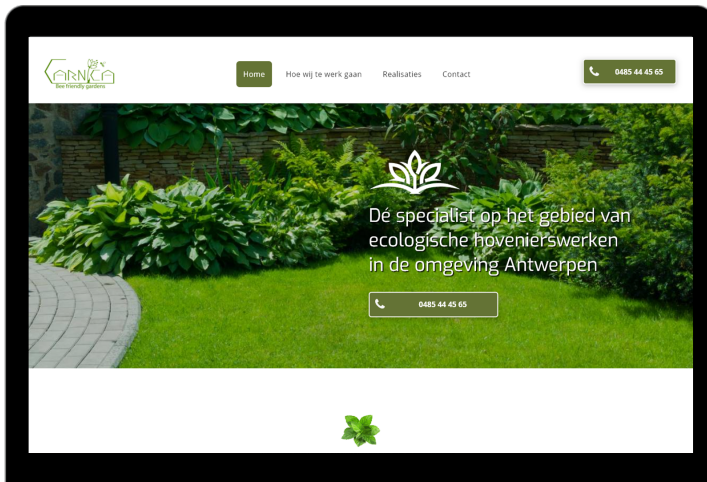 CARNICA
Bee-friendly gardens
Home
Hoe wij te werk gaan
Realisaties
Contact
0485 44 45 65
Dé specialist op het gebied van
ecologische hovenierswerken
in de omgeving Antwerpen
0485 44 45 65